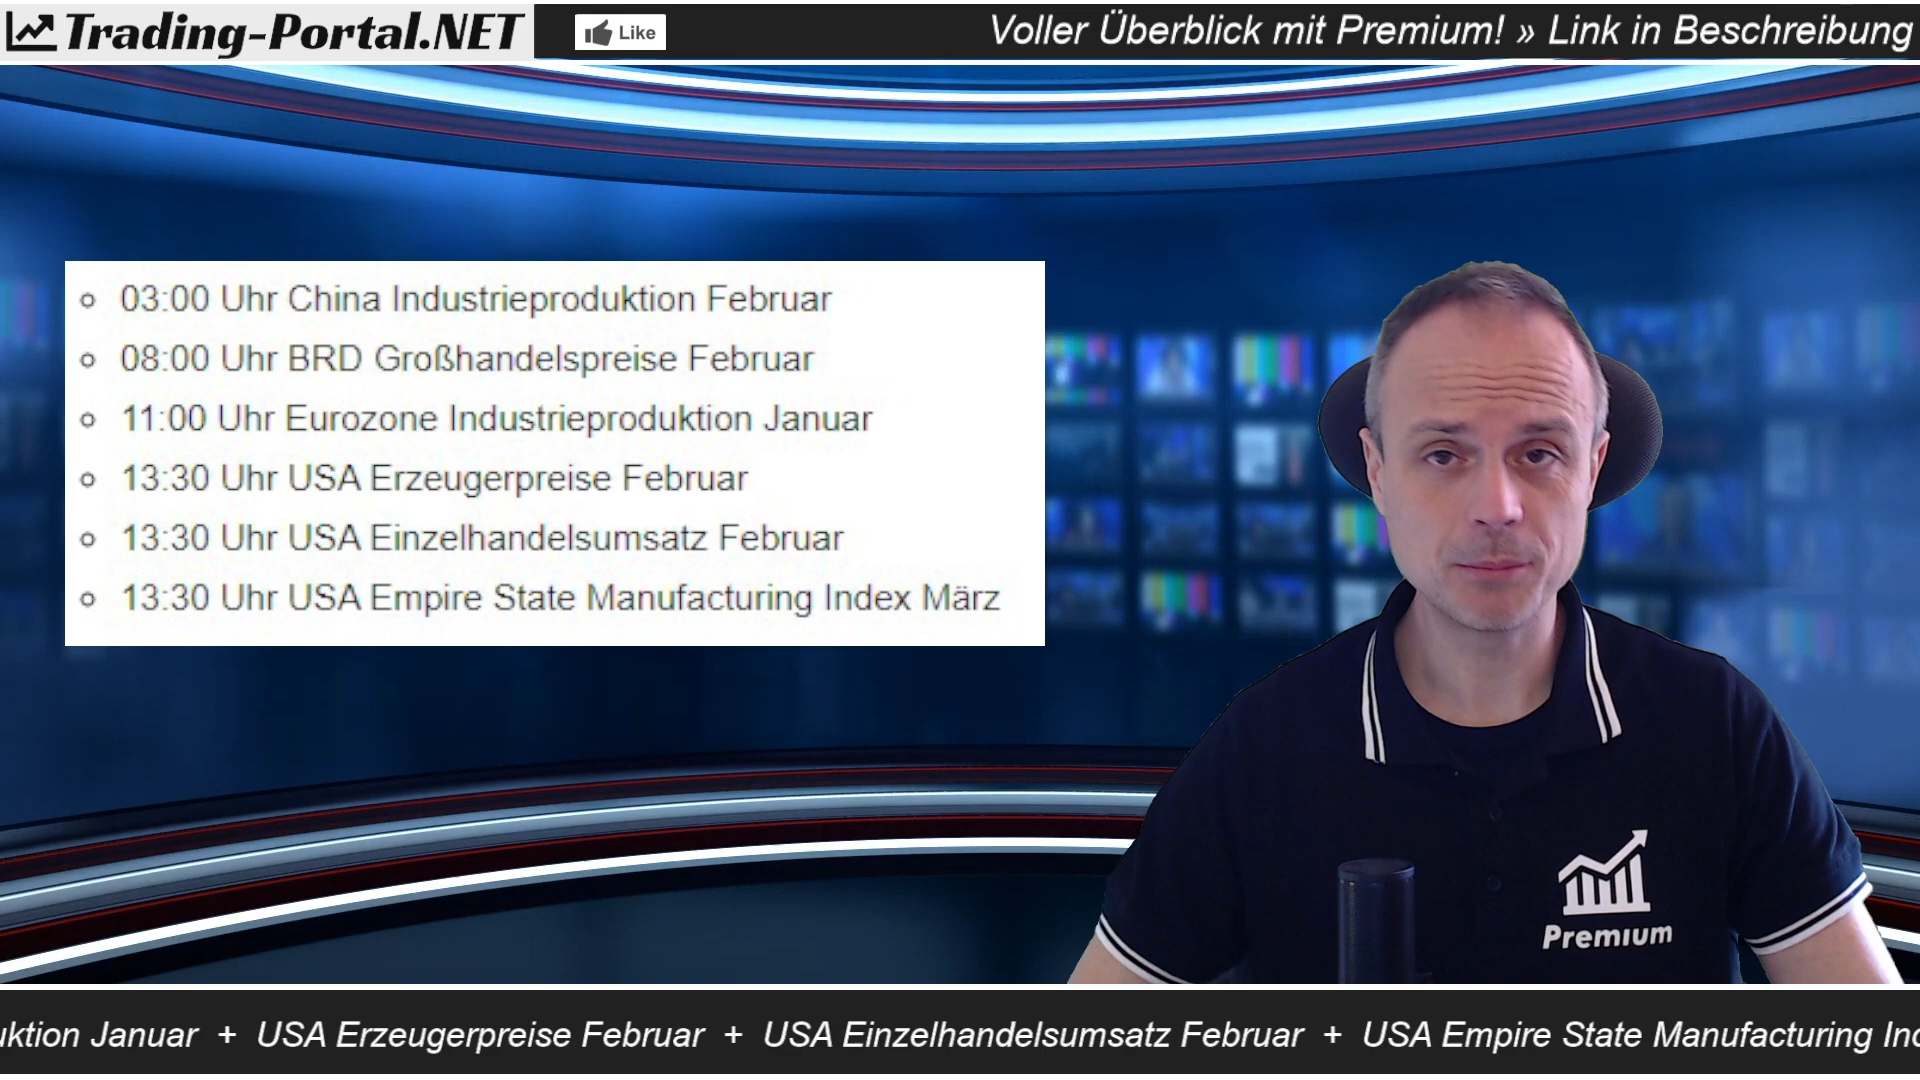 Trading-Portal.NET
Like
Voller Überblick mit Premium! » Link in Beschreibung
03:00 Uhr China Industrieproduktion Februar
08:00 Uhr BRD Großhandelspreise Februar
11:00 Uhr Eurozone Industrieproduktion Januar
13:30 Uhr USA Erzeugerpreise Februar
13:30 Uhr USA Einzelhandelsumsatz Februar
13:30 Uhr USA Empire State Manufacturing Index März
Premium
Januar + USA Erzeugerpreise Februar + USA Einzelhandelsumsatz Februar + USA Empire State Manufacturing